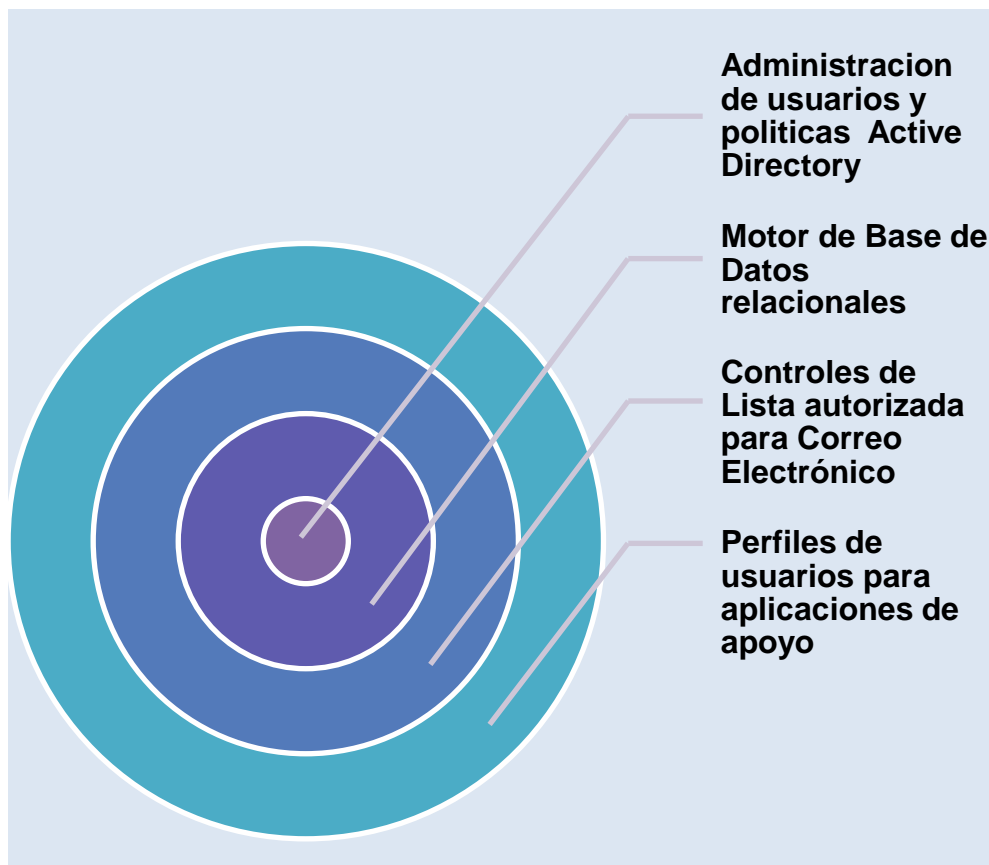 Administracion
de usuarios y
politicas Active
Directory
Motor de Base de
Datos
relacionales
Controles de
Lista autorizada
para Correo
Electrónico
Perfiles de
usuarios para
aplicaciones de
apoyo